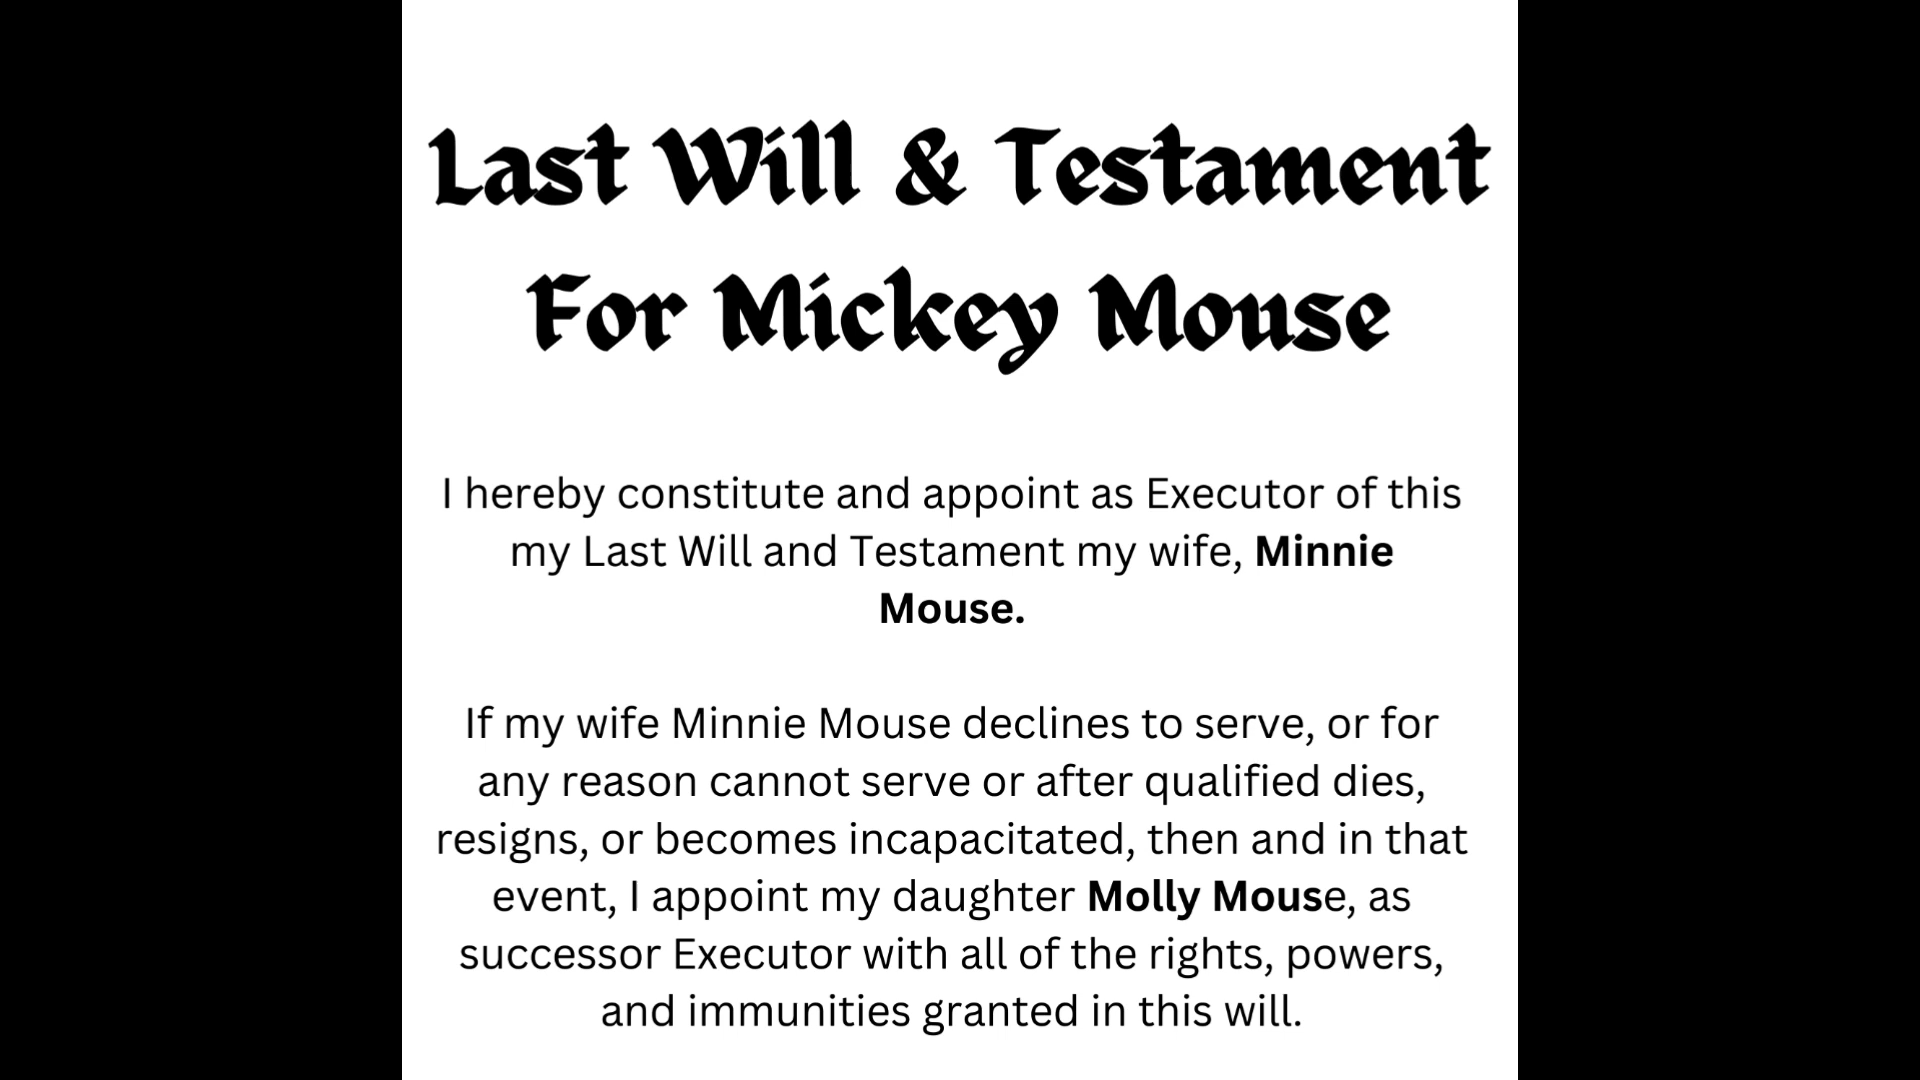 Last Will & Testament
For Mickey Mouse
I hereby constitute and appoint as Executor of this
my Last Will and Testament my wife, Minnie
Mouse.
If my wife Minnie Mouse declines to serve, or for
any reason cannot serve or after qualified dies,
resigns, or becomes incapacitated, then and in that
event, I appoint my daughter Molly Mouse, as
successor Executor with all of the rights, powers,
and immunities granted in this will.